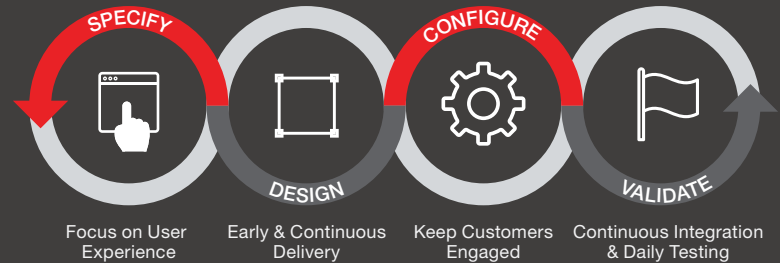 SPECIFY
CONFIGURE
DESIGN
VALIDATE
Focus on User
Experience
Early & Continuous
Delivery
Keep Customers
Engaged
Continuous Integration
& Daily Testing